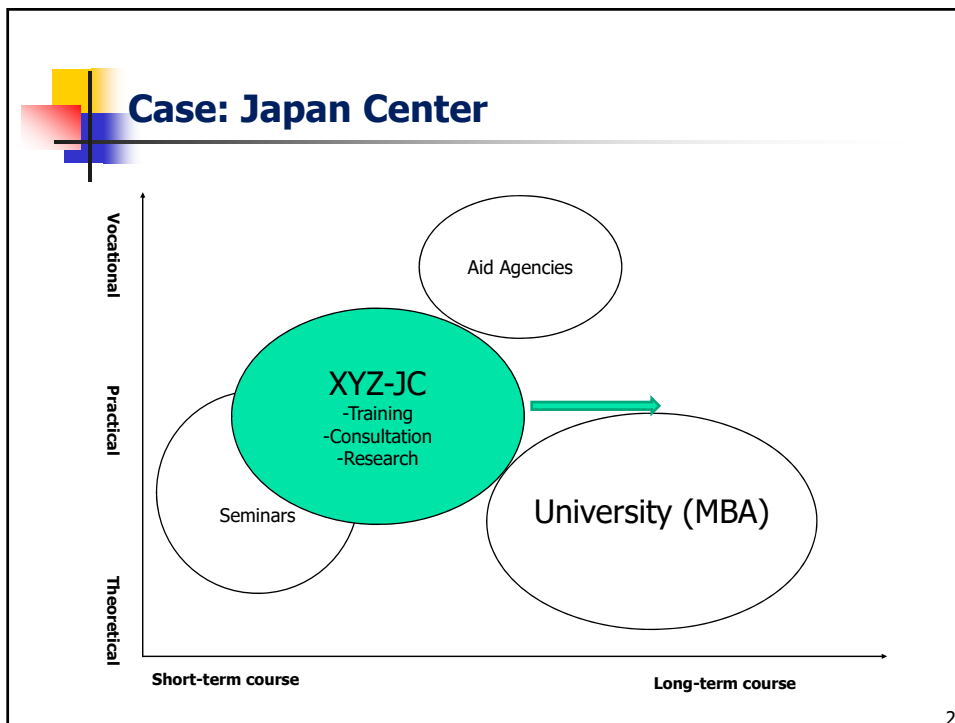 Case: Japan Center
Vocational
Aid Agencies
XYZ-JC
-Training
-Consultation
-Research
Practical
Seminars
University (MBA)
Theoretical
Short-term course
Long-term course
2